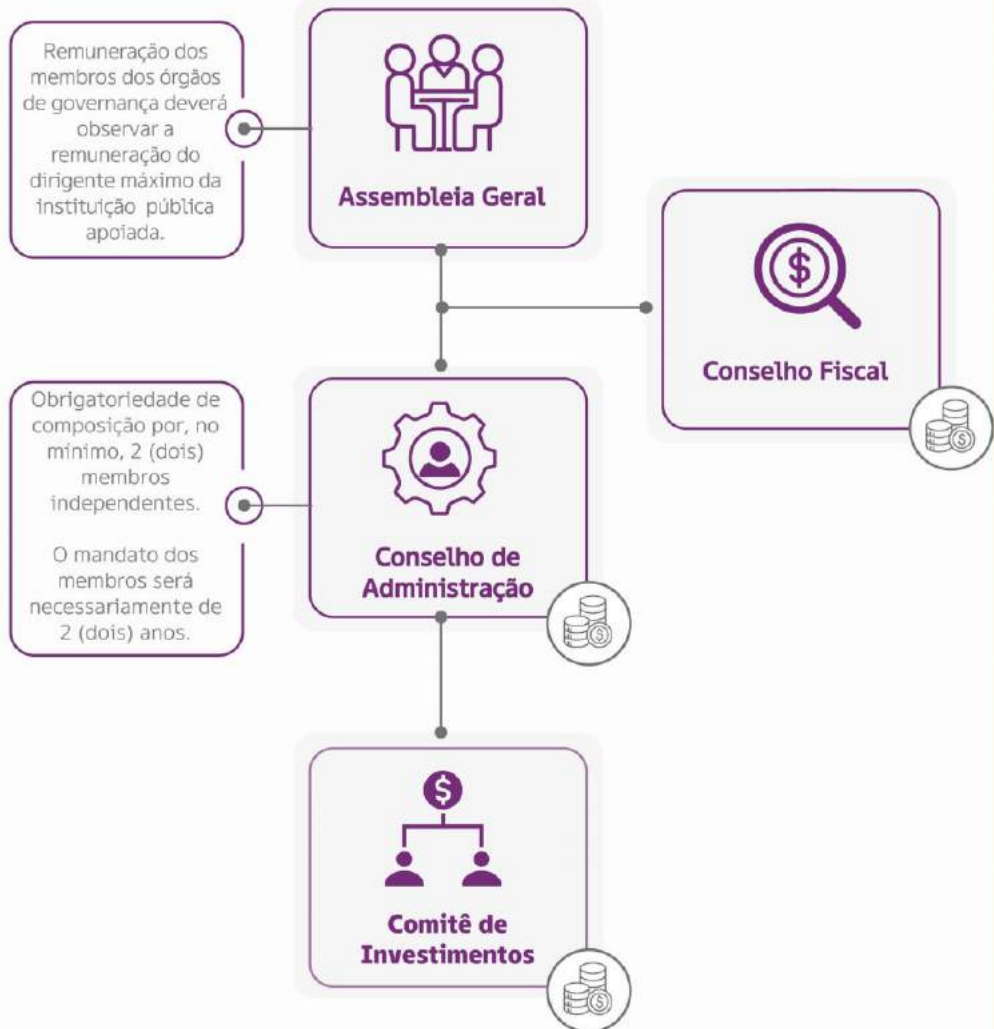 Remuneração dos
membros dos órgãos
de governança deverá
observar a
remuneração do
dirigente máximo da
instituição pública
apoiada.
Assembleia Geral
$
Conselho Fiscal
$
Obrigatoriedade de
composição por, no
mínimo, 2 (dois)
membros
independentes.
O mandato dos
membros será
necessariamente de
2 (dois) anos.
Conselho de
Administração
$
$
Comitê de
Investimentos
$